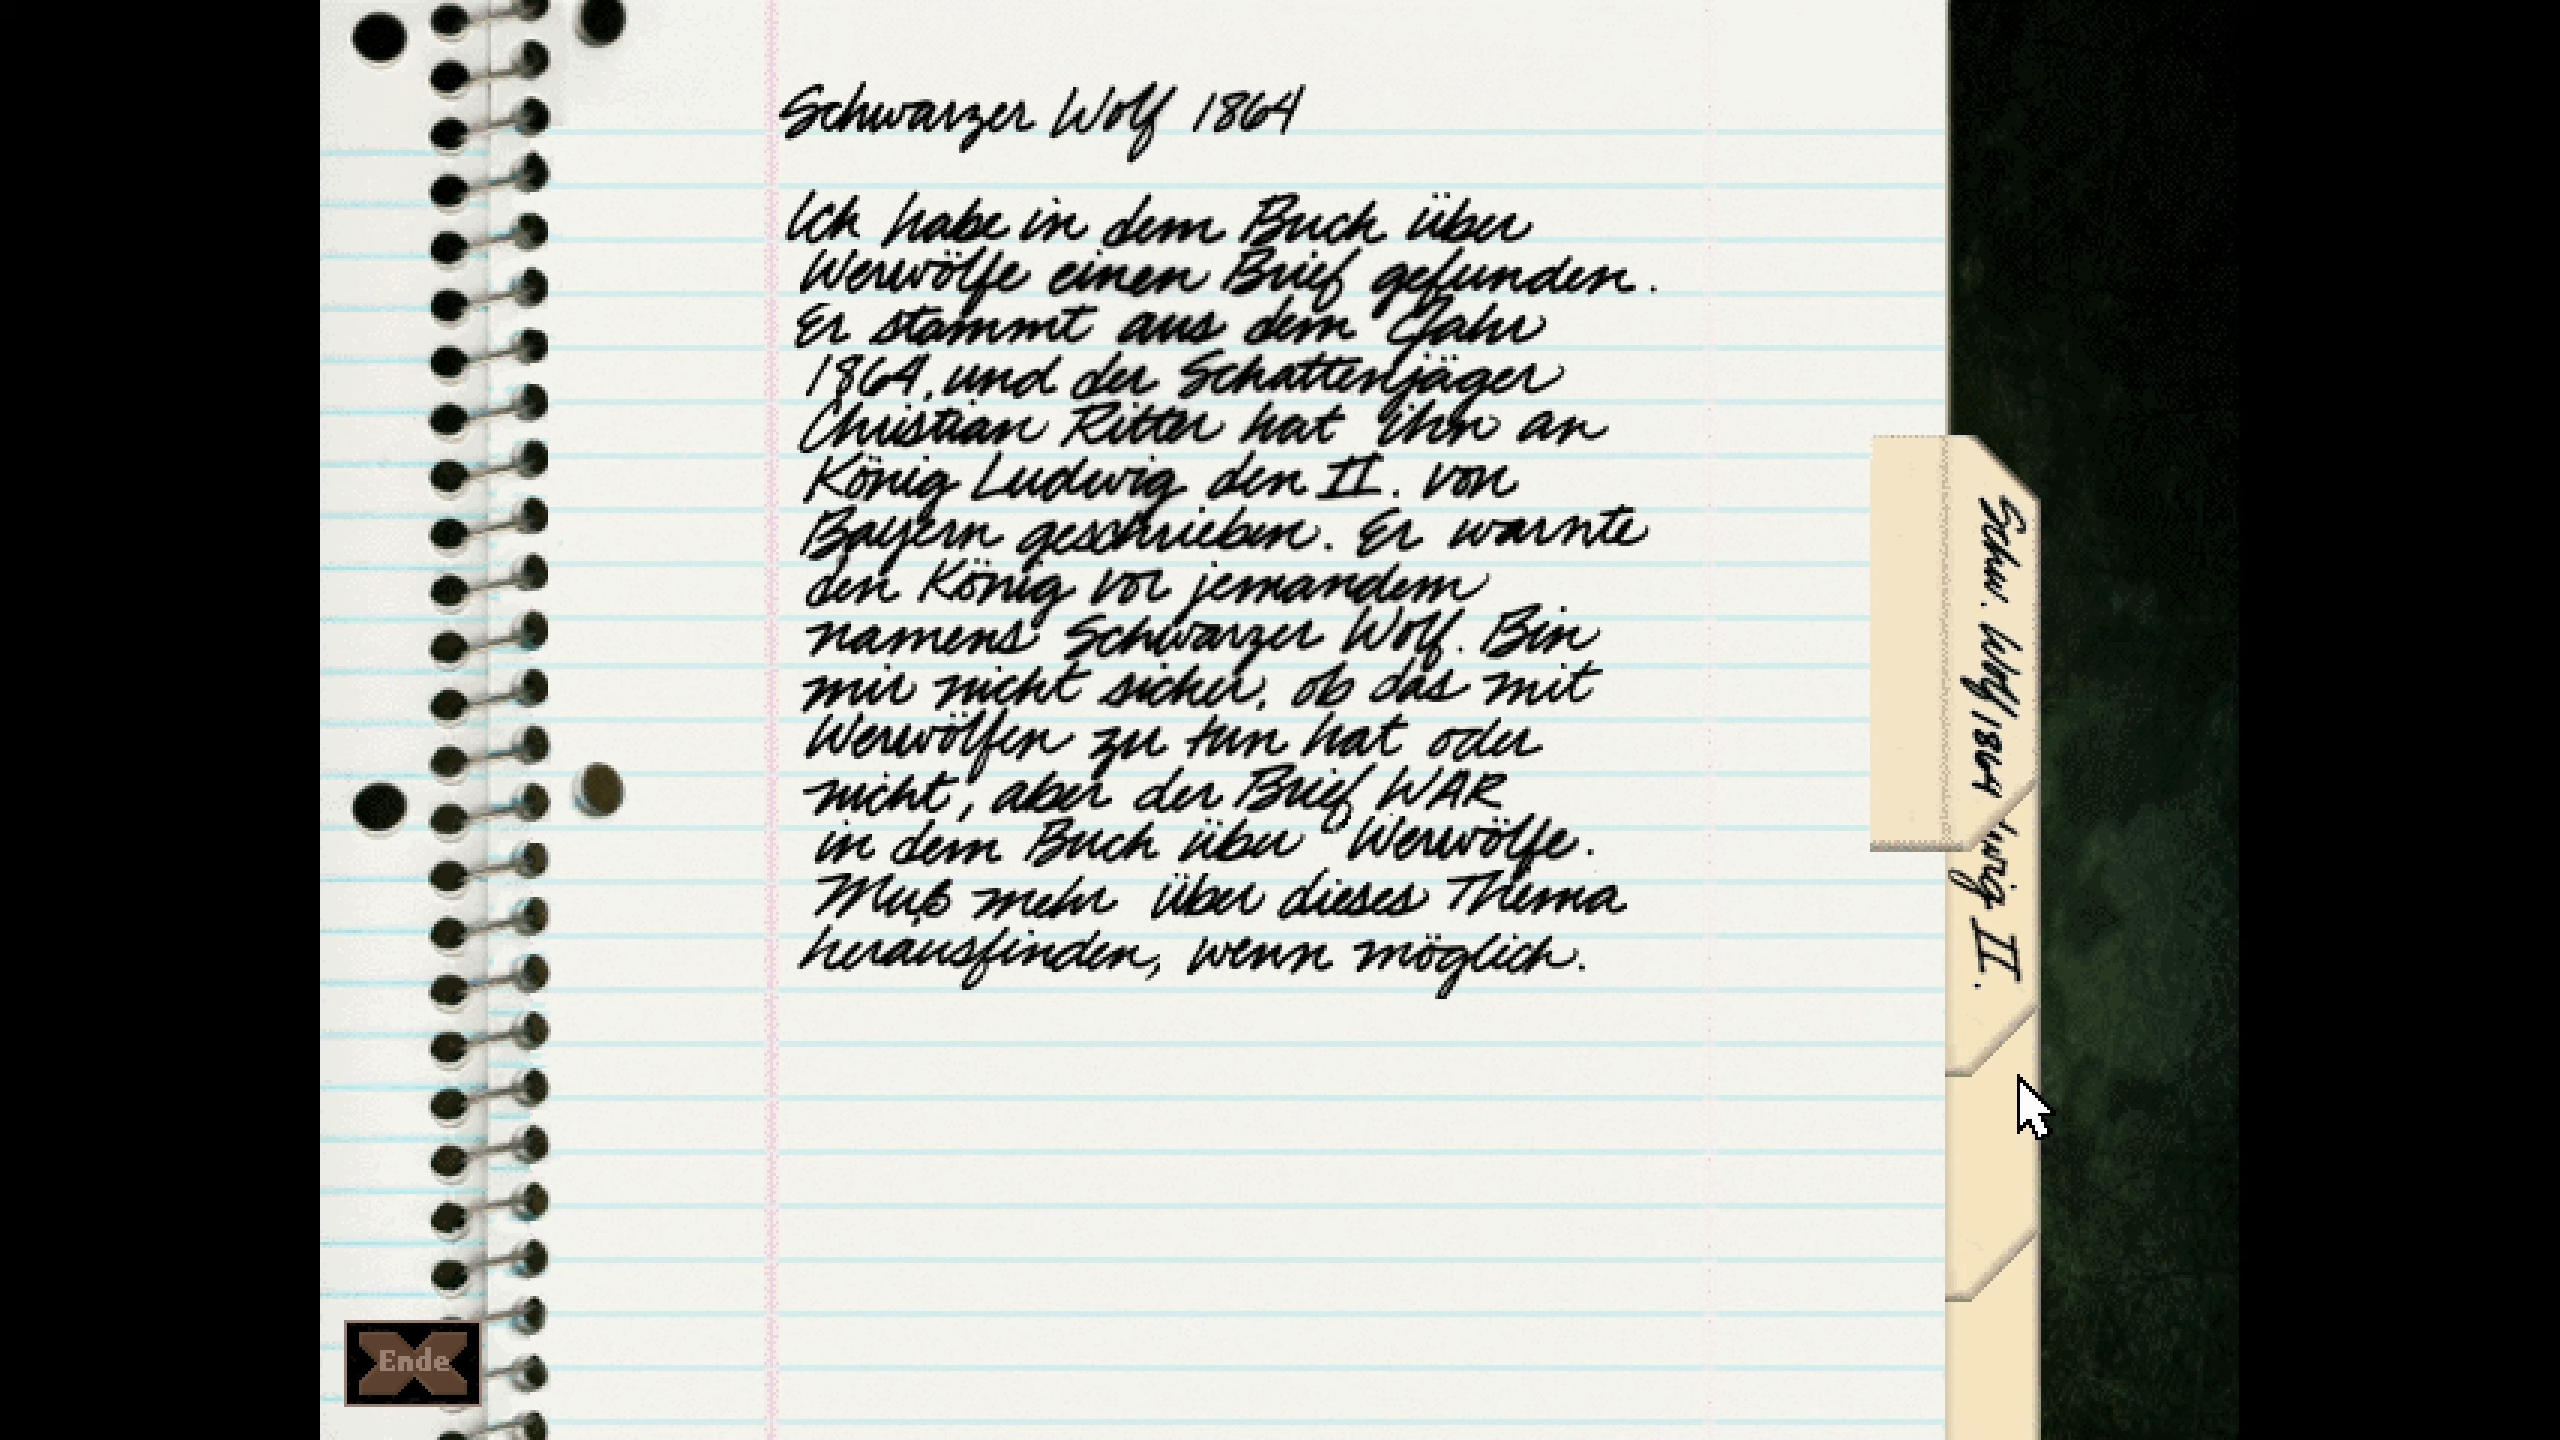 Schwarzer Wolf 1864
Ich habe in dem Buch über
Werwölfe einen Brief gefunden.
Er stammt aus dem Jahr
1864, und der Schattenjäger
Christian Ritter hat ihn an
König Ludwig den II. von
Bayern geschrieben. Er warnte
den König vor jemandem
namens Schwarzer Wolf. Bin
mir nicht sicher, ob das mit
Werwölfen zu tun hat oder
nicht, aber der Brief WAR
in dem Buch über Werwölfe.
Muß mehr über dieses Thema
herausfinden, wenn möglich.
Schw. Wolf 1864
II.
Ende